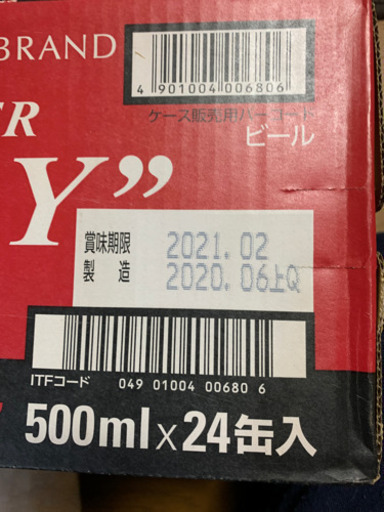 BRAND
4 901004 006806
ケース販売用バーコード
ビール
ER
Y”
賞味期限 2021.02
製造 2020.06上Q
ITFコード 049 01004 00680 6
500ml×24缶入